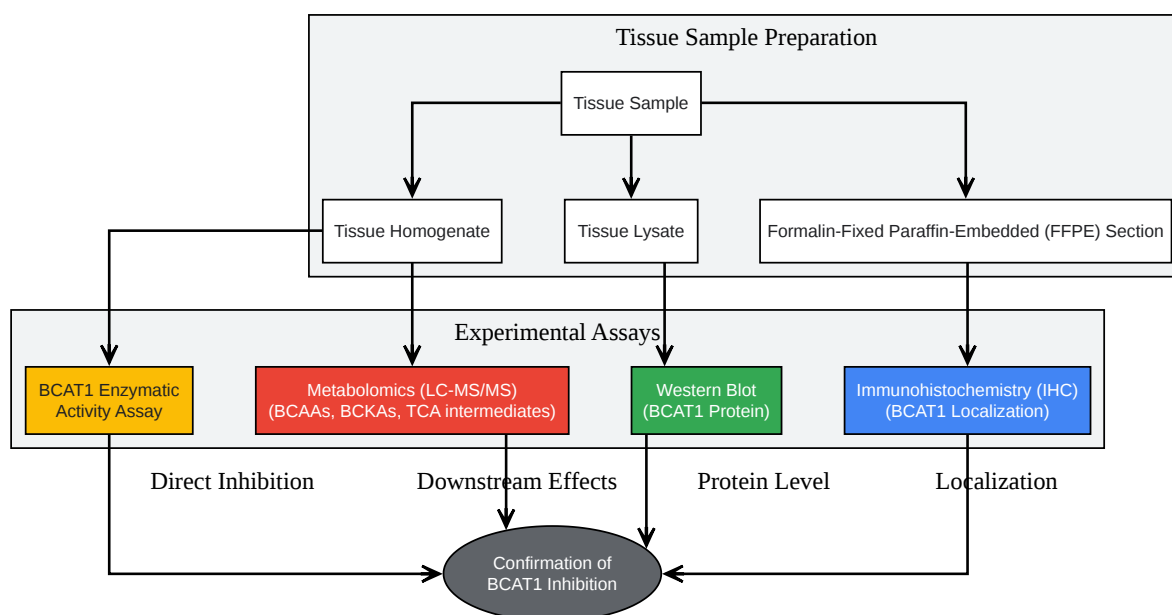 Tissue Sample Preparation
Tissue Sample
Tissue Homogenate
Tissue Lysate
Formalin-Fixed Paraffin-Embedded (FFPE) Section
Experimental Assays
BCAT1 Enzymatic
Activity Assay
Metabolomics (LC-MS/MS)
(BCAAs, BCKAs, TCA intermediates)
Western Blot
(BCAT1 Protein)
Immunohistochemistry (IHC)
(BCAT1 Localization)
Direct Inhibition
Downstream Effects
Protein Level
Localization
Confirmation of
BCAT1 Inhibition